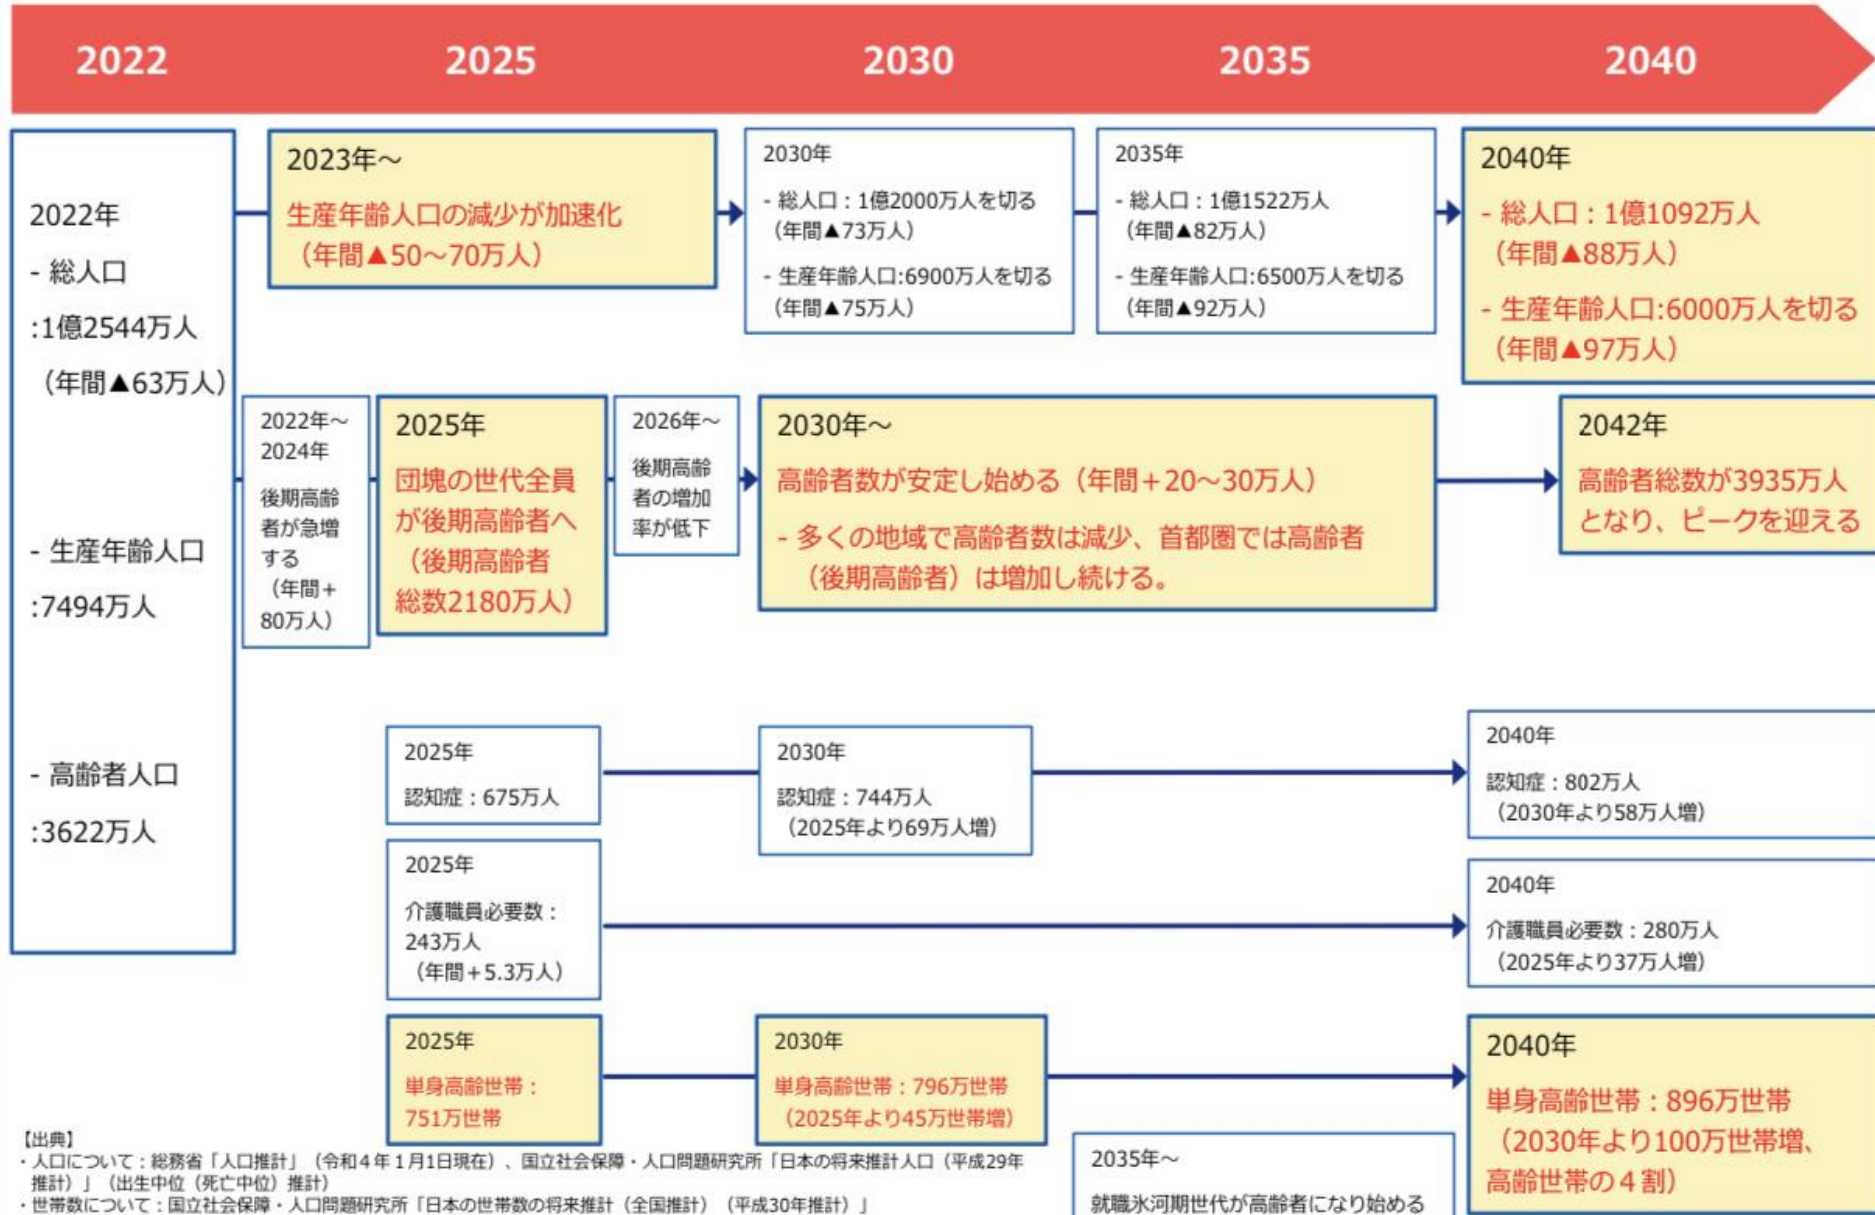 2022
2025
2030
2035
2040
2022年
- 総人口
:1億2544万人
（年間▲63万人）
- 生産年齢人口
:7494万人
- 高齢者人口
:3622万人
2023年～
生産年齢人口の減少が加速化
（年間▲50～70万人）
2030年
- 総人口：1億2000万人を切る
（年間▲73万人）
- 生産年齢人口:6900万人を切る
（年間▲75万人）
2035年
- 総人口：1億1522万人
（年間▲82万人）
- 生産年齢人口:6500万人を切る
（年間▲92万人）
2040年
- 総人口：1億1092万人
（年間▲88万人）
- 生産年齢人口:6000万人を切る
（年間▲97万人）
2022年～
2024年
後期高齢
者が急増
する
（年間＋
80万人）
2025年
団塊の世代全員
が後期高齢者へ
（後期高齢者
総数2180万人）
2026年～
後期高齢
者の増加
率が低下
2030年～
高齢者数が安定し始める（年間＋20～30万人）
- 多くの地域で高齢者数は減少、首都圏では高齢者
（後期高齢者）は増加し続ける。
2042年
高齢者総数が3935万人
となり、ピークを迎える
2025年
認知症：675万人
2030年
認知症：744万人
（2025年より69万人増）
2040年
認知症：802万人
（2030年より58万人増）
2025年
介護職員必要数：
243万人
（年間＋5.3万人）
2040年
介護職員必要数：280万人
（2025年より37万人増）
2025年
単身高齢世帯：
751万世帯
2030年
単身高齢世帯：796万世帯
（2025年より45万世帯増）
2040年
単身高齢世帯：896万世帯
（2030年より100万世帯増、
高齢世帯の４割）
2035年～
就職氷河期世代が高齢者になり始める
【出典】
・人口について：総務省「人口推計」（令和４年１月1日現在）、国立社会保障・人口問題研究所「日本の将来推計人口（平成29年
推計）」（出生中位（死亡中位）推計）
・世帯数について：国立社会保障・人口問題研究所「日本の世帯数の将来推計（全国推計）（平成30年推計）」